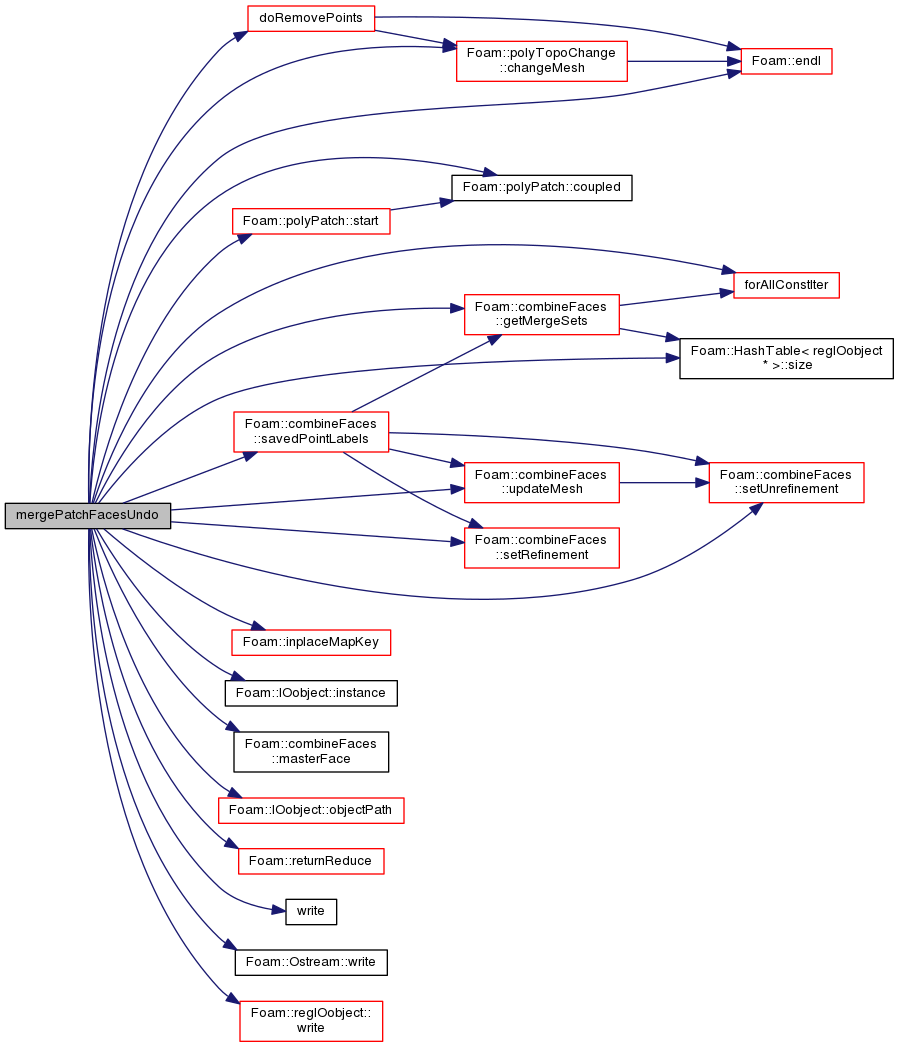 doRemovePoints
Foam::polyTopoChange
::changeMesh
Foam::endl
Foam::polyPatch::coupled
Foam::polyPatch::start
forAllConstIter
Foam::combineFaces
::getMergeSets
Foam::HashTable< regIOobject
* >::size
Foam::combineFaces
::savedPointLabels
Foam::combineFaces
::updateMesh
Foam::combineFaces
::setUnrefinement
mergePatchFacesUndo
Foam::combineFaces
::setRefinement
Foam::inplaceMapKey
Foam::IOobject::instance
Foam::combineFaces
::masterFace
Foam::IOobject::objectPath
Foam::returnReduce
write
Foam::Ostream::write
Foam::regIOobject::
write